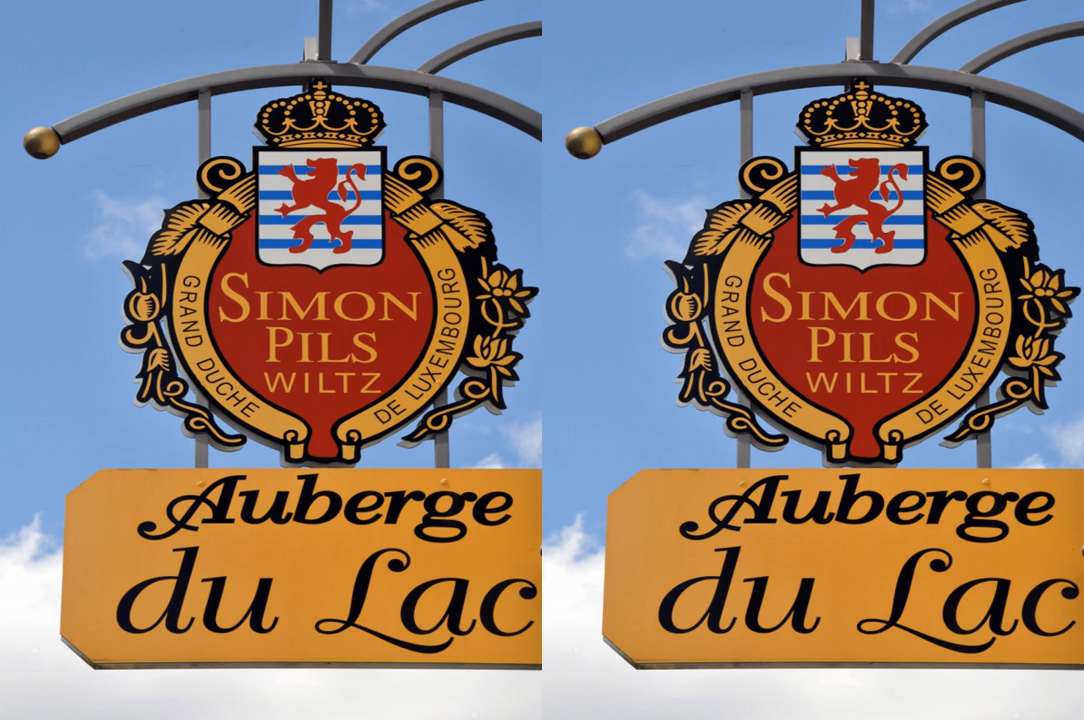 SIMON
PILS
WILTZ
GRAND DUCHE DE LUXEMBOURG
Auberge
du Lac
SIMON
PILS
WILTZ
GRAND DUCHE DE LUXEMBOURG
Auberge
du Lac